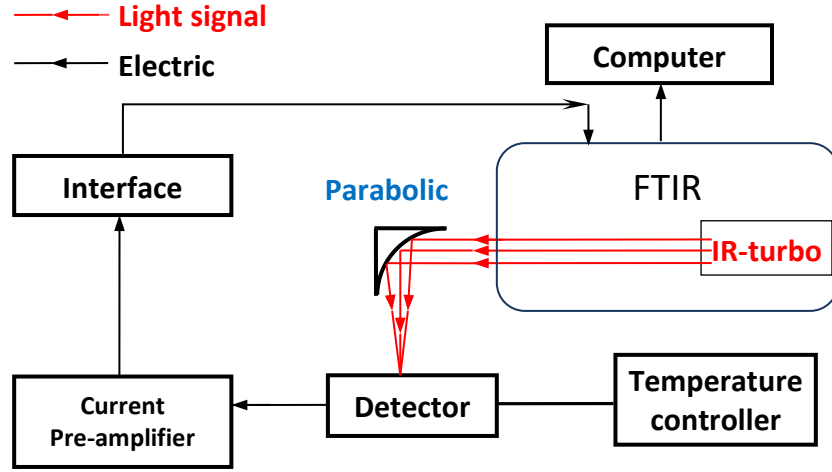 Light signal
Electric
Computer
Interface
Parabolic
FTIR
IR-turbo
Current
Pre-amplifier
Detector
Temperature
controller